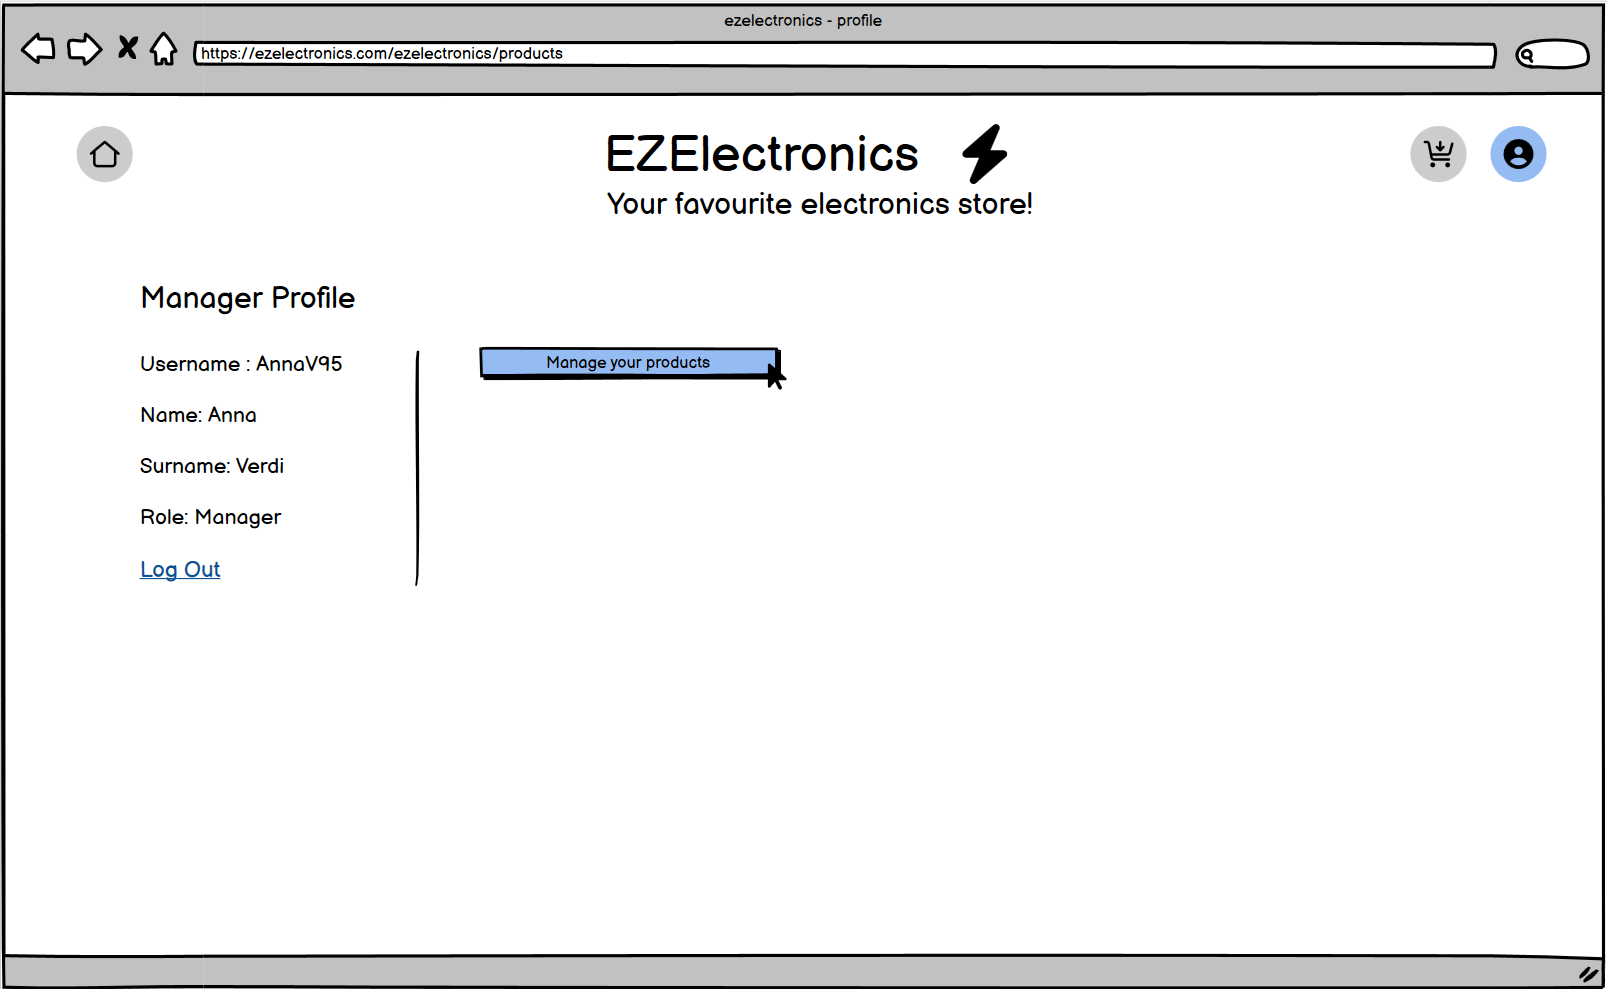 ezelectronics - profile
https://ezelectronics.com/ezelectronics/products
EZElectronics
Your favourite electronics store!
Manager Profile
Username : AnnaV95
Manage your products
Name: Anna
Surname: Verdi
Role: Manager
Log Out